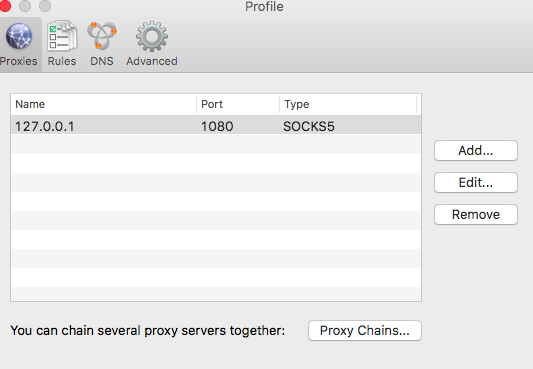 Profile
Proxies Rules DNS Advanced
Name Port Type
127.0.0.1 1080 SOCKS5
Add...
Edit...
Remove
You can chain several proxy servers together: Proxy Chains...